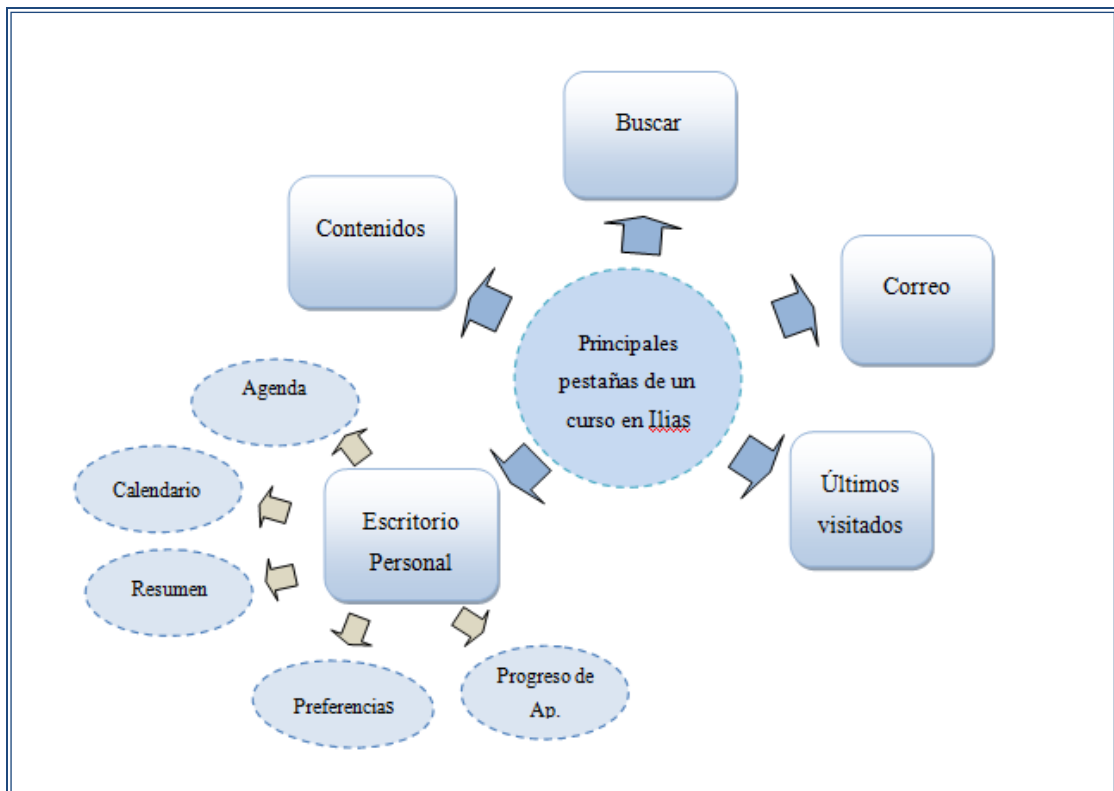 Buscar
Contenidos
Correo
Principales
pestañas de un
curso en Ilias
Agenda
Calendario
Escritorio
Personal
Últimos
visitados
Resumen
Preferencias
Progreso de
Ap.